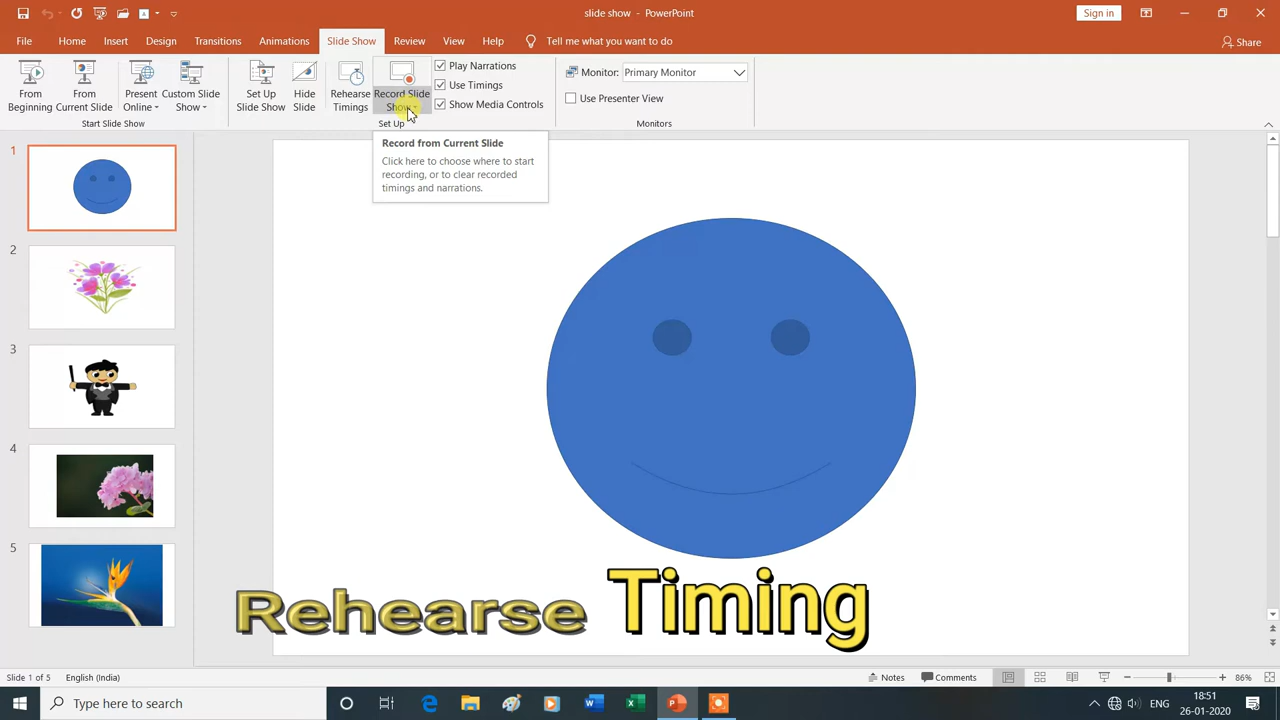 slide show - PowerPoint
Sign in
File Home Insert Design Transitions Animations Slide Show Review View Help Tell me what you want to do
Share
From Beginning
From Current Slide
Present Online
Custom Slide Show
Start Slide Show
Set Up Slide Show
Hide Slide
Rehearse Timings
Record Slide Show
Play Narrations
Use Timings
Show Media Controls
Set Up
Monitor: Primary Monitor
Use Presenter View
Monitors
Record from Current Slide
Click here to choose where to start
recording, or to clear recorded
timings and narrations.
1
2
3
4
5
Rehearse Timing
Slide 1 of 5 English (India)
Notes Comments 86%
Type here to search
ENG
18:51
26-01-2020